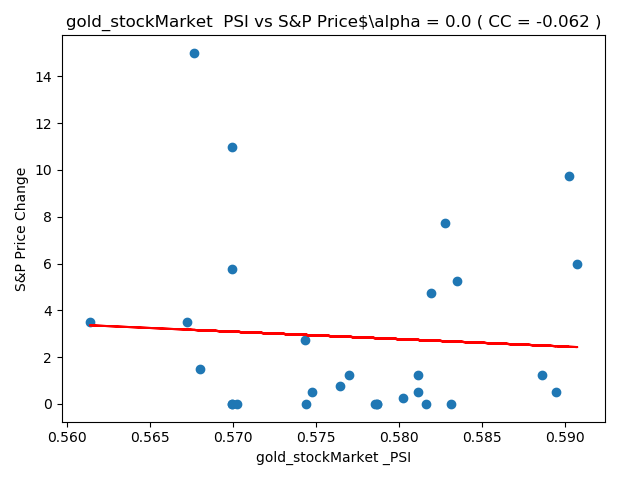 gold_stockMarket  PSI vs S&P Price$\alpha = 0.0 ( CC = -0.062 )
S&P Price Change
14
12
10
8
6
4
2
0
0.560 0.565 0.570 0.575 0.580 0.585 0.590
gold_stockMarket _PSI